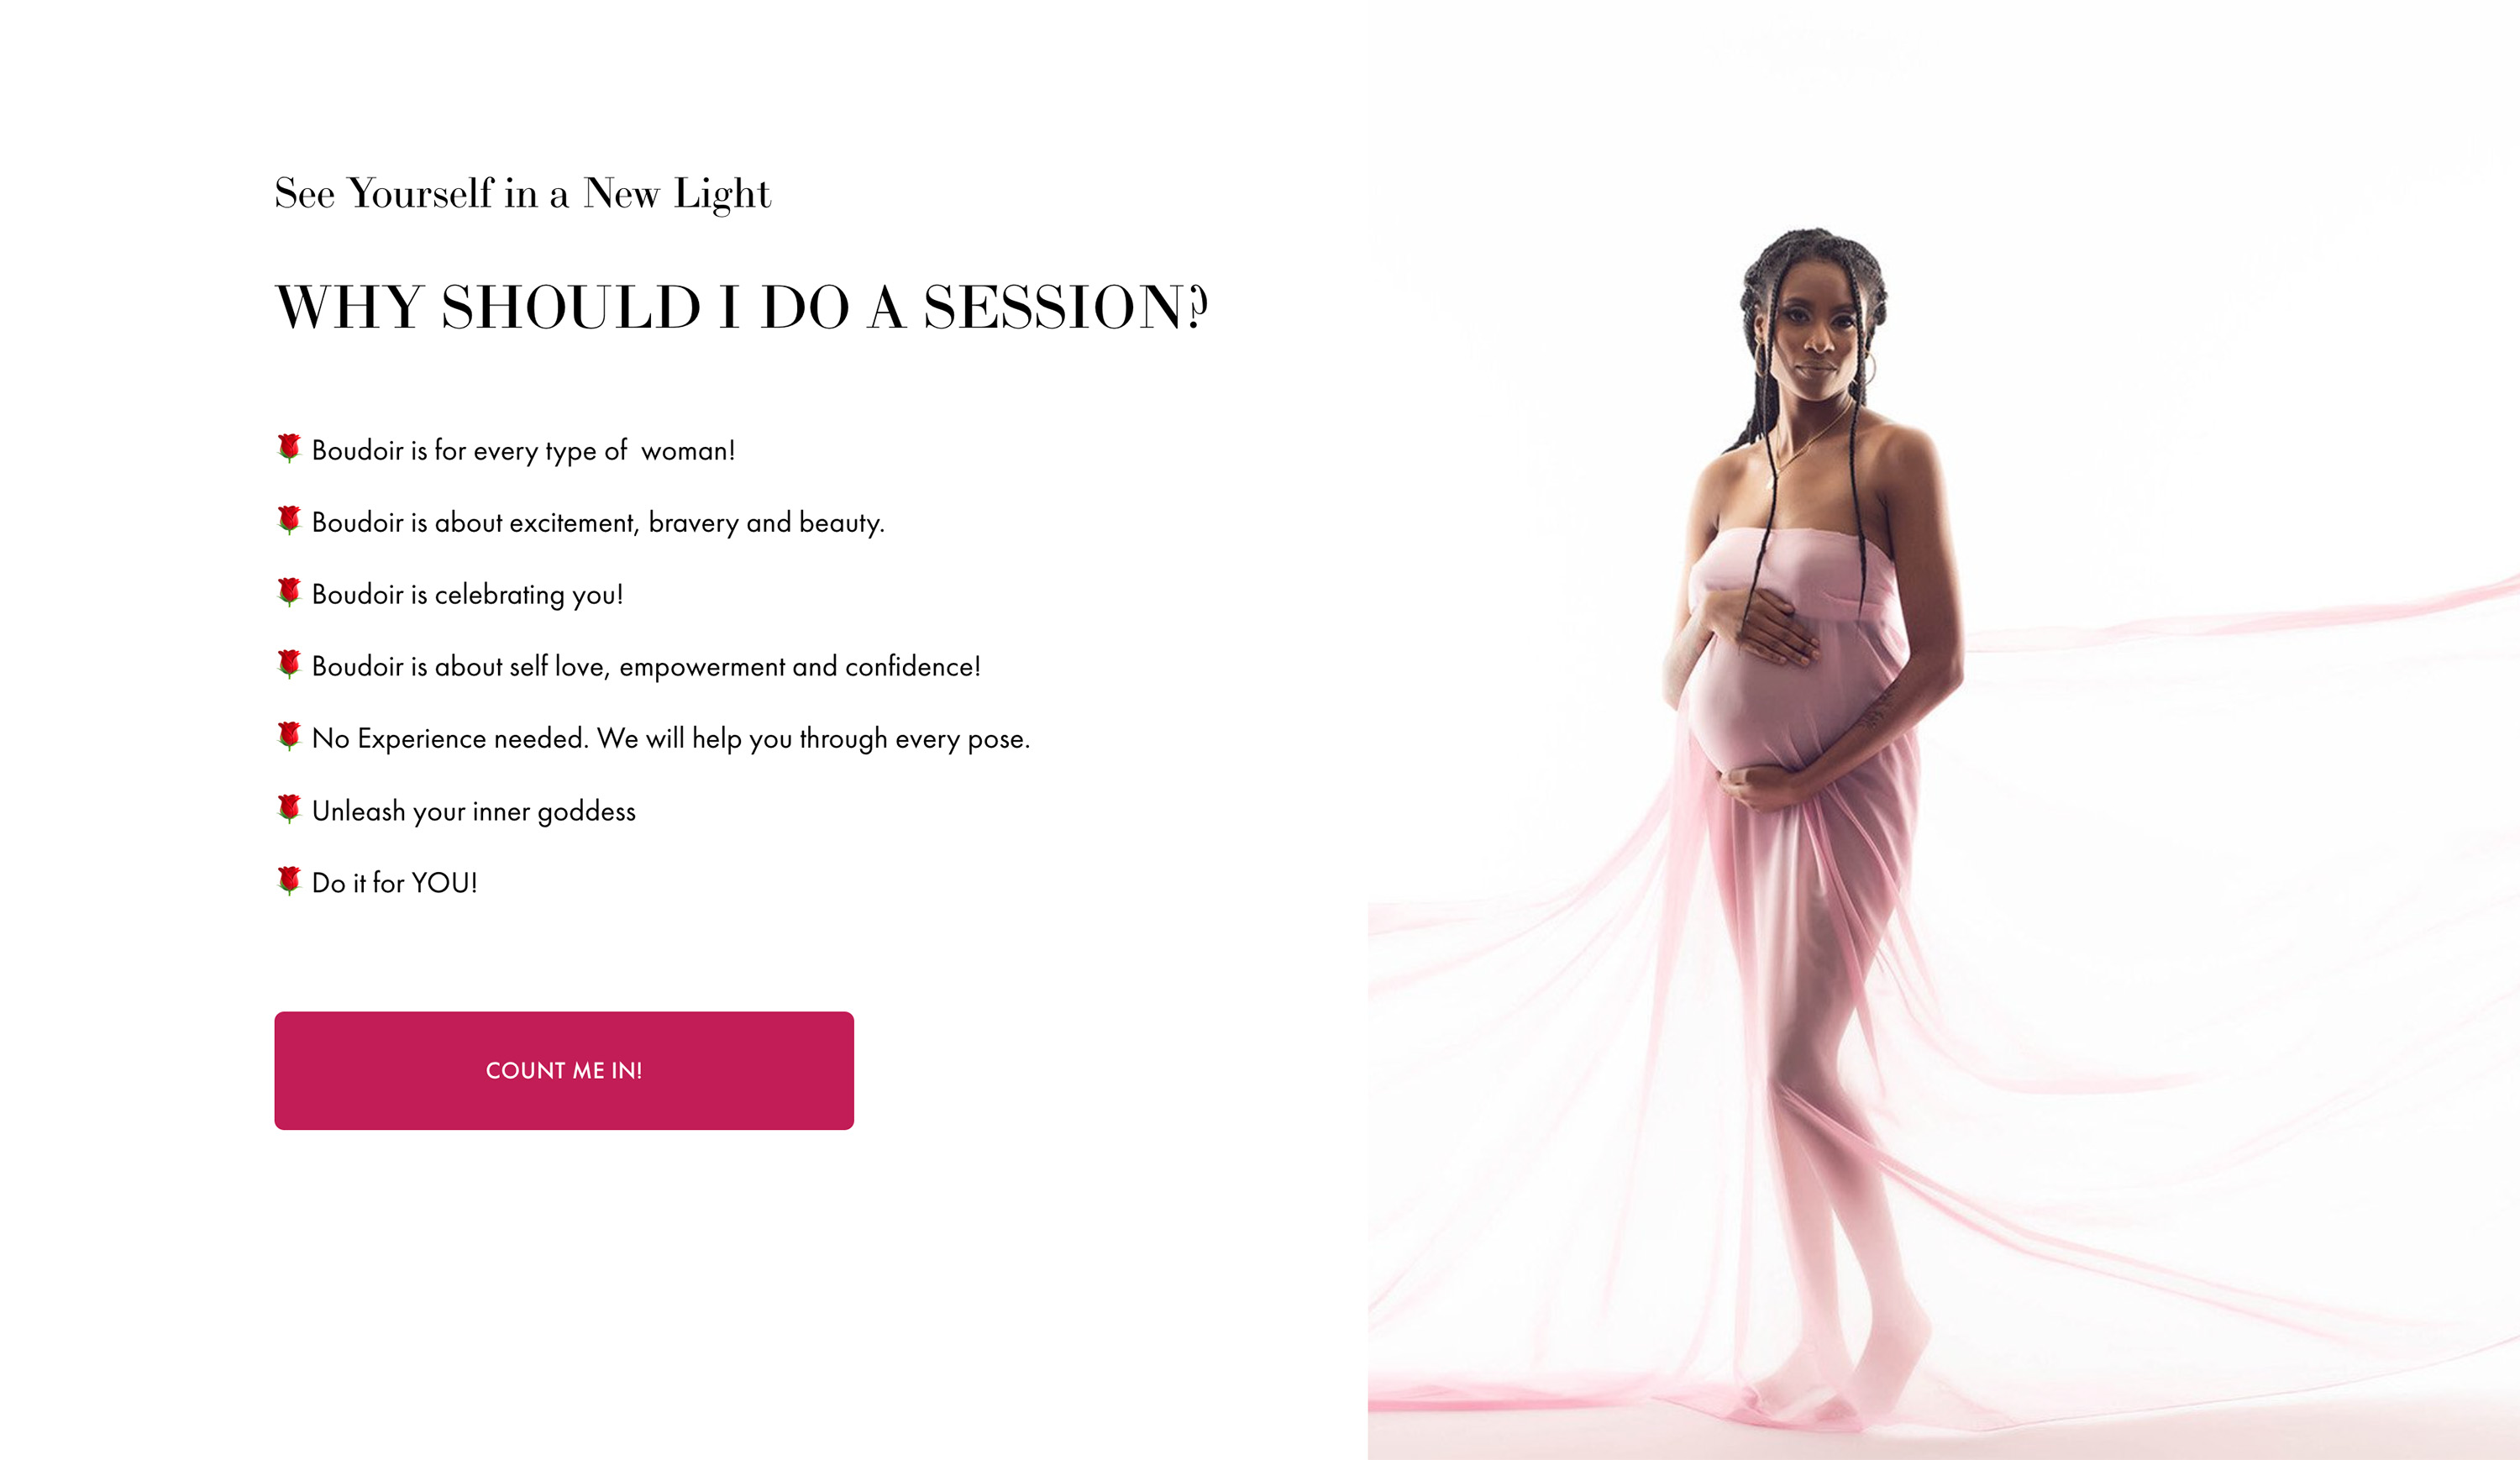 See Yourself in a New Light
WHY SHOULD I DO A SESSION?
🌹 Boudoir is for every type of  woman!
🌹 Boudoir is about excitement, bravery and beauty.
🌹 Boudoir is celebrating you!
🌹 Boudoir is about self love, empowerment and confidence!
🌹 No Experience needed. We will help you through every pose.
🌹 Unleash your inner goddess
🌹 Do it for YOU!
COUNT ME IN!